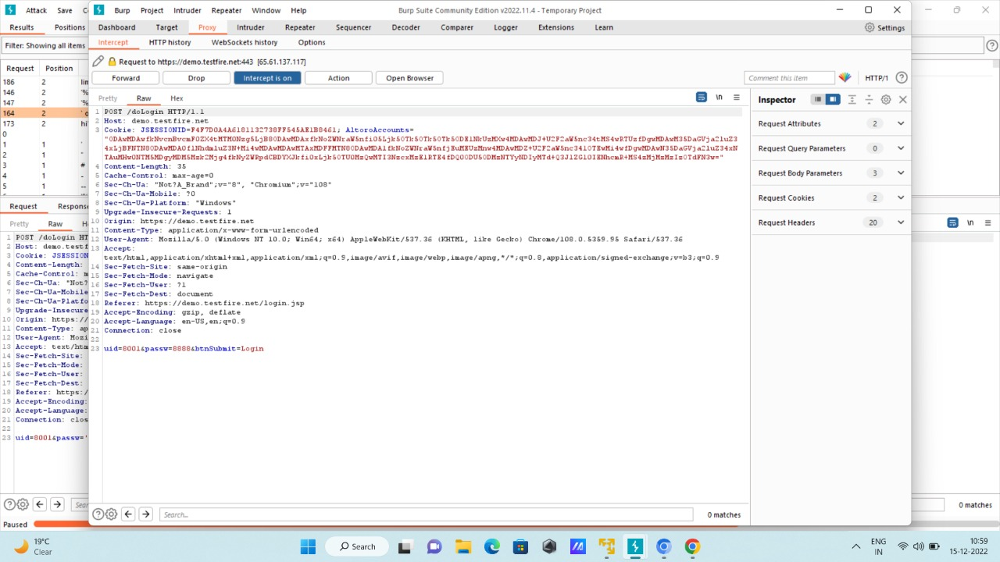 Attack Save
Burp Project Intruder Repeater Window Help
Burp Suite Community Edition v2022.11.4 - Temporary Project
Results Positions
Dashboard Target Proxy Intruder Repeater Sequencer Decoder Comparer Logger Extensions Learn
Settings
Filter: Showing all items
Intercept HTTP history WebSockets history Options
Request to https://demo.testfire.net:443 [65.61.137.117]
Forward Drop Intercept is on Action Open Browser
Comment this item
HTTP/1
Pretty Raw Hex
\n
1 POST /doLogin HTTP/1.1
2 Host: demo.testfire.net
3 Cookie: AltoroAccounts=
4 Content-Length: 35
5 Cache-Control: max-age=0
6 Sec-Ch-Ua: "Not?A_Brand";v="8", "Chromium";v="108"
7 Sec-Ch-Ua-Mobile: ?0
8 Sec-Ch-Ua-Platform: "Windows"
9 Upgrade-Insecure-Requests: 1
10 Origin: https://demo.testfire.net
11 Content-Type: application/x-www-form-urlencoded
12 User-Agent: Mozilla/5.0 (Windows NT 10.0; Win64; x64) AppleWebKit/537.36 (KHTML, like Gecko) Chrome/108.0.5359.95 Safari/537.36
13 Accept:
text/html,application/xhtml+xml,application/xml;q=0.9,image/avif,image/webp,image/apng,*/*;q=0.8,application/signed-exchange;v=b3;q=0.9
14 Sec-Fetch-Site: same-origin
15 Sec-Fetch-Mode: navigate
16 Sec-Fetch-User: ?1
17 Sec-Fetch-Dest: document
18 Referer: https://demo.testfire.net/login.jsp
19 Accept-Encoding: gzip, deflate
20 Accept-Language: en-US,en;q=0.9
21 Connection: close
22
23 uid=8001&passw=8888&btnSubmit=Login
Search...
0 matches
Inspector
Request Attributes 2
Request Query Parameters 0
Request Body Parameters 3
Request Cookies 2
Request Headers 20
Request Position
186 2 lim
146 2 '%
147 2 '%
164 2 ' o
173 2 hi'
0
1 1 '
2 1 "
3 1 #
4 1 -
5 1 --
Request Respons
Pretty Raw H
1 POST /doLogin HT
2 Host: demo.testf
3 Cookie: JSESSION
4 Content-Length:
5 Cache-Control: m
6 Sec-Ch-Ua: "Not?
7 Sec-Ch-Ua-Mobile
8 Sec-Ch-Ua-Platfo
9 Upgrade-Insecure
10 Origin: https://
11 Content-Type: ap
12 User-Agent: Mozi
13 Accept: text/htm
14 Sec-Fetch-Site:
15 Sec-Fetch-Mode:
16 Sec-Fetch-User:
17 Sec-Fetch-Dest:
18 Referer: https:/
19 Accept-Encoding:
20 Accept-Language:
21 Connection: clos
22
23 uid=8001&passw='
\n
Sear
0 matches
Paused
19°C
Clear
Search
ENG
IN
10:59
15-12-2022